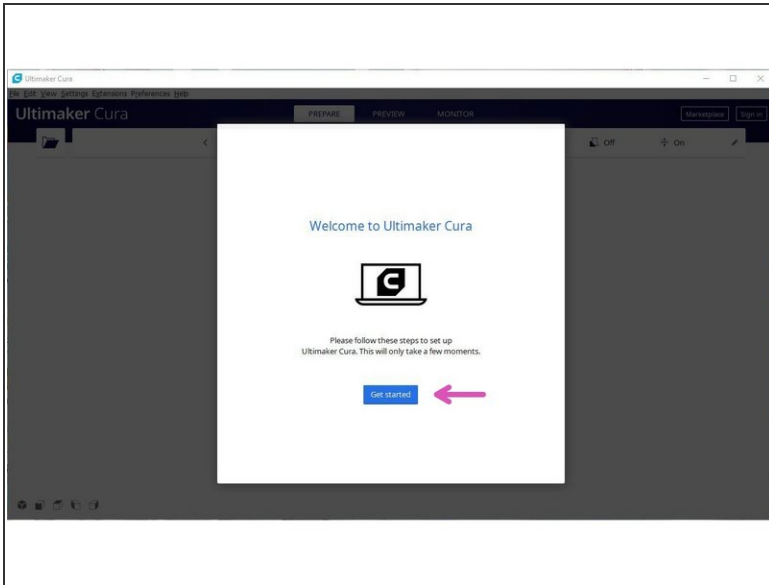 Ultimaker Cura
File Edit View Settings Extensions Preferences Help
Ultimaker Cura
PREPARE PREVIEW MONITOR
Marketplace Sign in
Off On
Welcome to Ultimaker Cura
Please follow these steps to set up
Ultimaker Cura. This will only take a few moments.
Get started